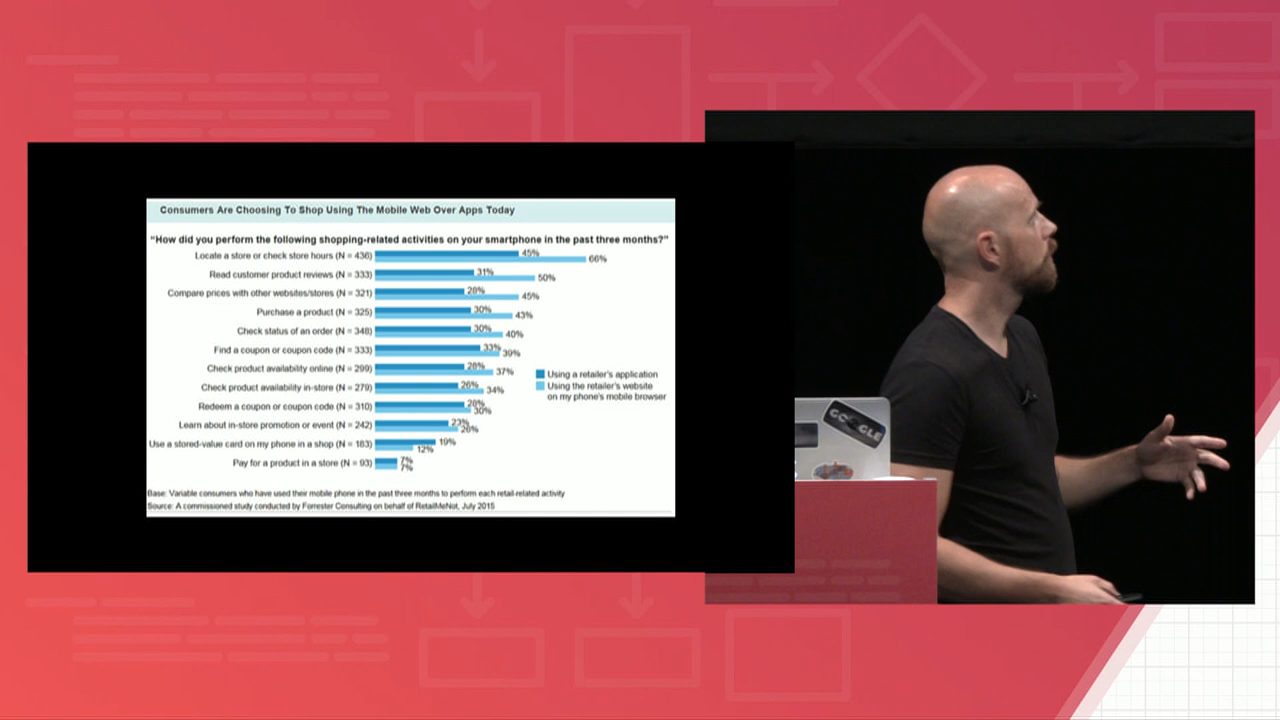 Consumers Are Choosing To Shop Using The Mobile Web Over Apps Today
"How did you perform the following shopping-related activities on your smartphone in the past three months?"
Locate a store or check store hours (N = 436) 45% 66%
Read customer product reviews (N = 333) 31% 50%
Compare prices with other websites/stores (N = 321) 28% 45%
Purchase a product (N = 325) 30% 43%
Check status of an order (N = 348) 30% 40%
Find a coupon or coupon code (N = 333) 33% 39%
Check product availability online (N = 299) 28% 37%
Check product availability in-store (N = 279) 26% 34%
Redeem a coupon or coupon code (N = 310) 28% 30%
Learn about in-store promotion or event (N = 242) 23% 26%
Use a stored-value card on my phone in a shop (N = 183) 19% 12%
Pay for a product in a store (N = 93) 7% 7%
Using a retailer's application
Using the retailer's website
on my phone's mobile browser
Base: Variable consumers who have used their mobile phone in the past three months to perform each retail-related activity
Source: A commissioned study conducted by Forrester Consulting on behalf of RetailMeNot, July 2015
GOOGLE